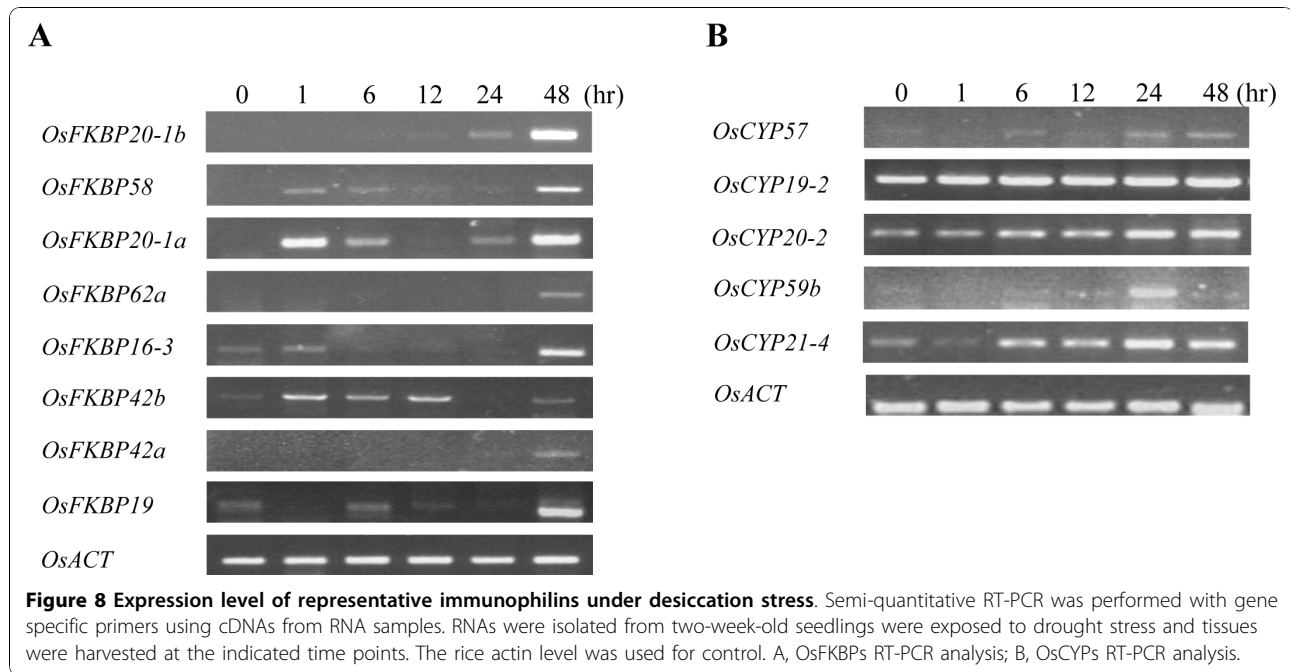 A
0 1 6 12 24 48 (hr)
OsFKBP20-1b
OsFKBP58
OsFKBP20-1a
OsFKBP62a
OsFKBP16-3
OsFKBP42b
OsFKBP42a
OsFKBP19
OsACT
B
0 1 6 12 24 48 (hr)
OsCYP57
OsCYP19-2
OsCYP20-2
OsCYP59b
OsCYP21-4
OsACT
Figure 8 Expression level of representative immunophilins under desiccation stress. Semi-quantitative RT-PCR was performed with gene
specific primers using cDNAs from RNA samples. RNAs were isolated from two-week-old seedlings were exposed to drought stress and tissues
were harvested at the indicated time points. The rice actin level was used for control. A, OsFKBPs RT-PCR analysis; B, OsCYPs RT-PCR analysis.